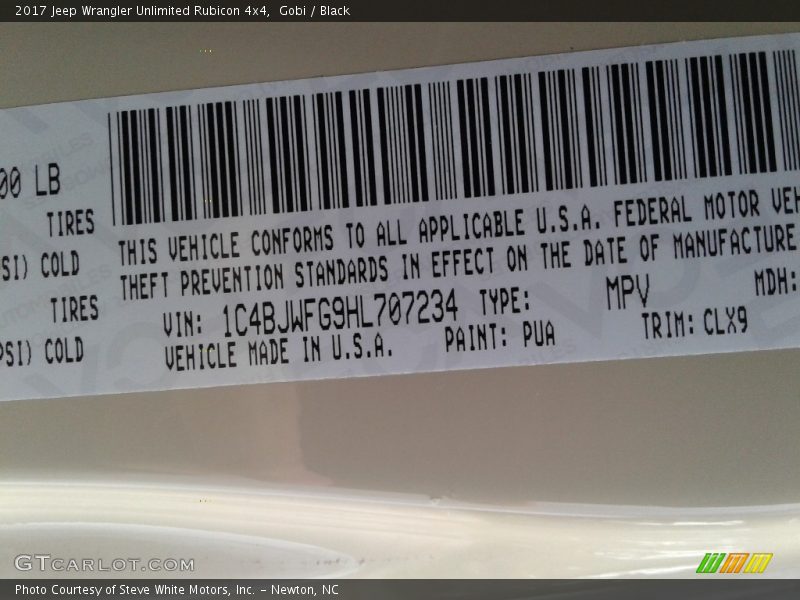 2017 Jeep Wrangler Unlimited Rubicon 4x4,  Gobi / Black
00 LB
TIRES
SI) COLD
TIRES
PSI) COLD
THIS VEHICLE CONFORMS TO ALL APPLICABLE U.S.A. FEDERAL MOTOR VEH
THEFT PREVENTION STANDARDS IN EFFECT ON THE DATE OF MANUFACTURE
VIN: 1C4BJWFG9HL707234 TYPE: MPV MDH:
VEHICLE MADE IN U.S.A. PAINT: PUA TRIM: CLX9
GTCARLOT.COM
Photo Courtesy of Steve White Motors, Inc. – Newton, NC